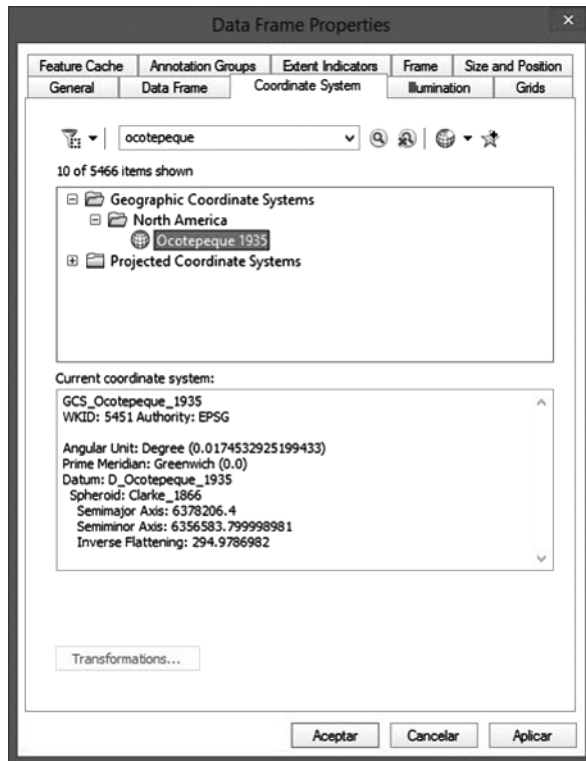 Data Frame Properties
Feature Cache Annotation Groups Extent Indicators Frame Size and Position
General Data Frame Coordinate System Illumination Grids
ocotepeque
10 of 5466 items shown
Geographic Coordinate Systems
North America
Ocotepeque 1935
Projected Coordinate Systems
Current coordinate system:
GCS_Ocotepeque_1935
WKID: 5451 Authority: EPSG
Angular Unit: Degree (0.0174532925199433)
Prime Meridian: Greenwich (0.0)
Datum: D_Ocotepeque_1935
Spheroid: Clarke_1866
Semimajor Axis: 6378206.4
Semiminor Axis: 6356583.799998981
Inverse Flattening: 294.9786982
Transformations...
Aceptar Cancelar Aplicar